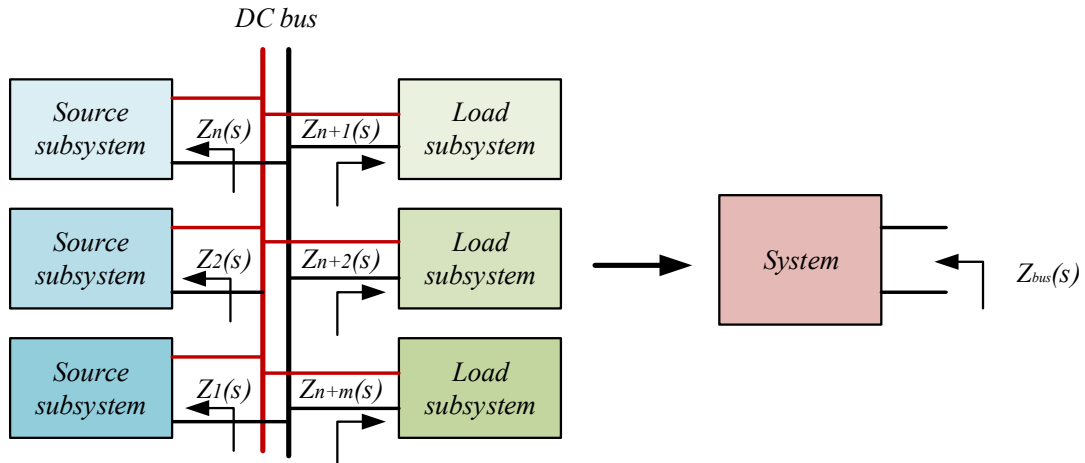 DC bus
Source
subsystem
Zn(s)
Zn+1(s)
Load
subsystem
Source
subsystem
Z2(s)
Zn+2(s)
Load
subsystem
System
Zbus(s)
Source
subsystem
Z1(s)
Zn+m(s)
Load
subsystem